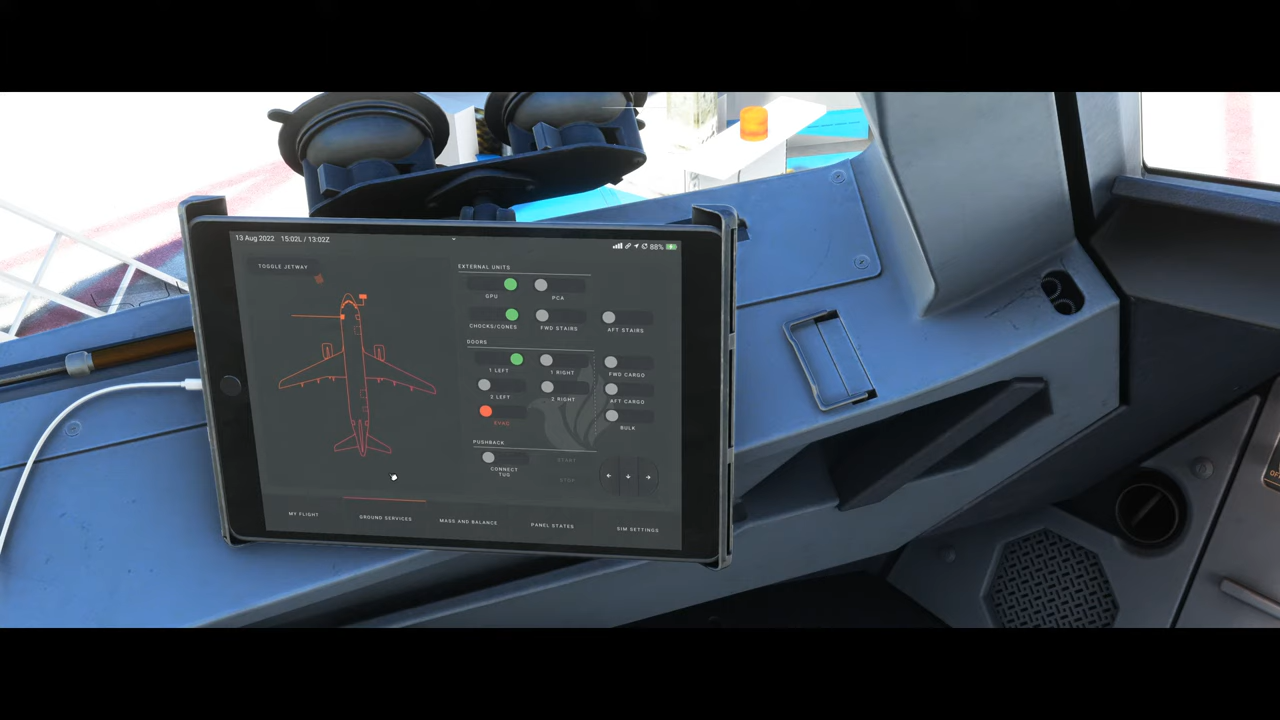 13 Aug 2022 15:02L / 13:02Z
88%
TOGGLE JETWAY
EXTERNAL UNITS
GPU
PCA
CHOCKS/CONES
FWD STAIRS
AFT STAIRS
DOORS
1 LEFT
1 RIGHT
FWD CARGO
2 LEFT
2 RIGHT
AFT CARGO
EVAC
BULK
PUSHBACK
CONNECT
TUG
START
STOP
MY FLIGHT
GROUND SERVICES
MASS AND BALANCE
PANEL STATES
SIM SETTINGS